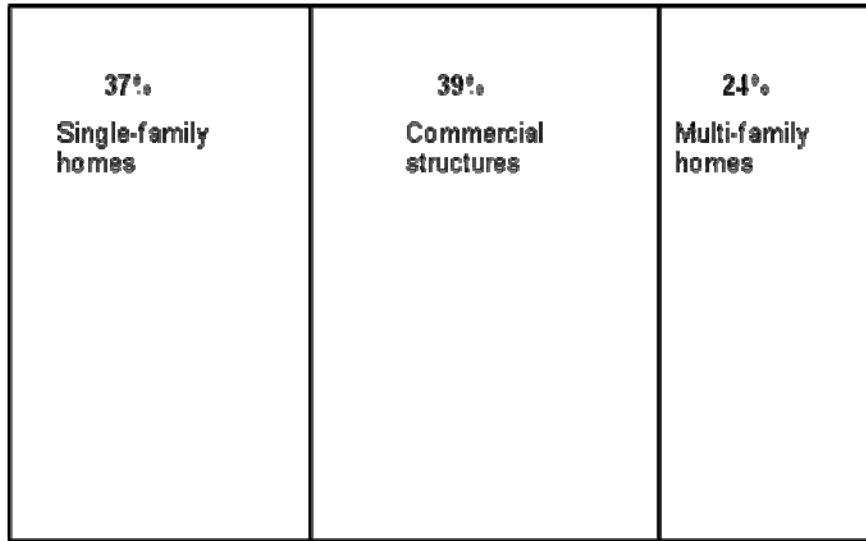 37%
Single-family
homes
39%
Commercial
structures
24%
Multi-family
homes